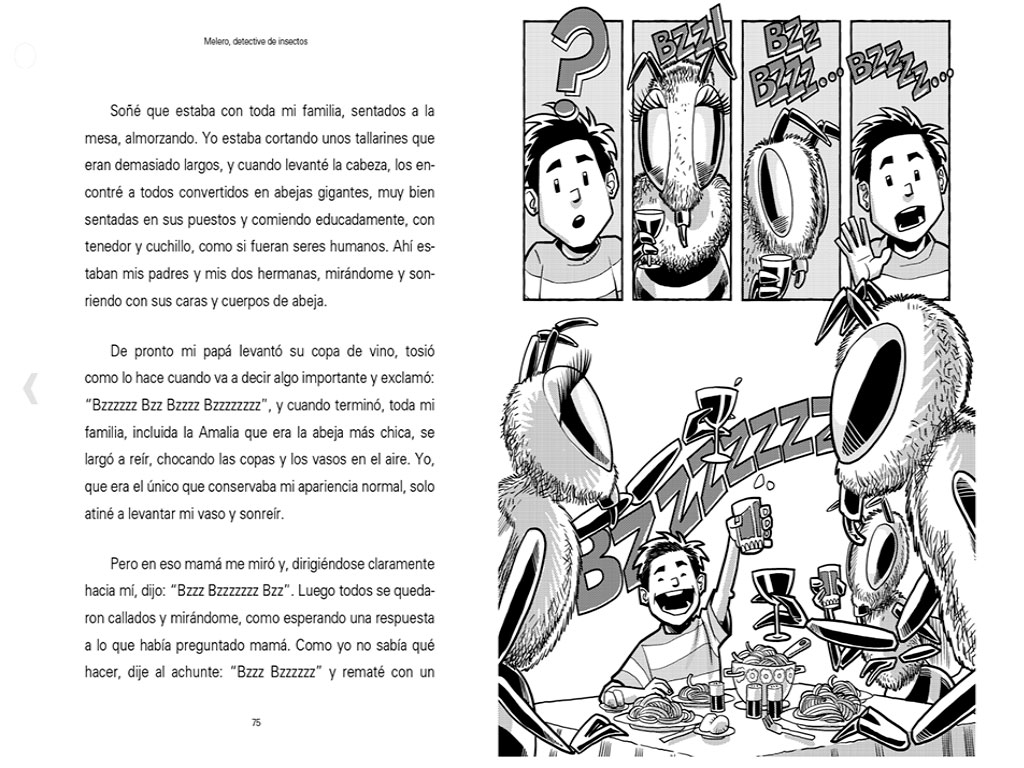 Melero, detective de insectos
Soñé que estaba con toda mi familia, sentados a la
mesa, almorzando. Yo estaba cortando unos tallarines que
eran demasiado largos, y cuando levanté la cabeza, los en-
contré a todos convertidos en abejas gigantes, muy bien
sentadas en sus puestos y comiendo educadamente, con
tenedor y cuchillo, como si fueran seres humanos. Ahí es-
taban mis padres y mis dos hermanas, mirándome y son-
riendo con sus caras y cuerpos de abeja.
De pronto mi papá levantó su copa de vino, tosió
como lo hace cuando va a decir algo importante y exclamó:
“Bzzzzzz Bzz Bzzzz Bzzzzzzzz”, y cuando terminó, toda mi
familia, incluida la Amalia que era la abeja más chica, se
largó a reír, chocando las copas y los vasos en el aire. Yo,
que era el único que conservaba mi apariencia normal, solo
atiné a levantar mi vaso y sonreír.
Pero en eso mamá me miró y, dirigiéndose claramente
hacia mí, dijo: “Bzzz Bzzzzzzz Bzz”. Luego todos se queda-
ron callados y mirándome, como esperando una respuesta
a lo que había preguntado mamá. Como yo no sabía qué
hacer, dije al achunte: “Bzzz Bzzzzzz” y rematé con un
75
?
BZZ!
BZZ
BZZZ...
BZZZZ...
BZZZZZZZ